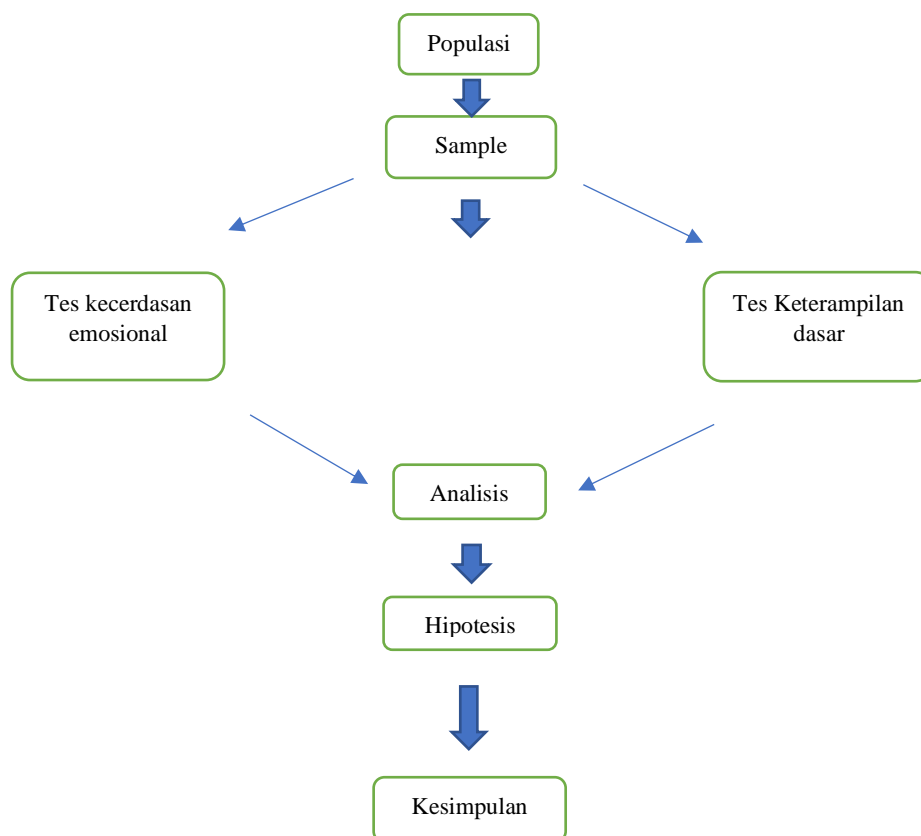 Populasi
Sample
Tes kecerdasan
emosional
Tes Keterampilan
dasar
Analisis
Hipotesis
Kesimpulan